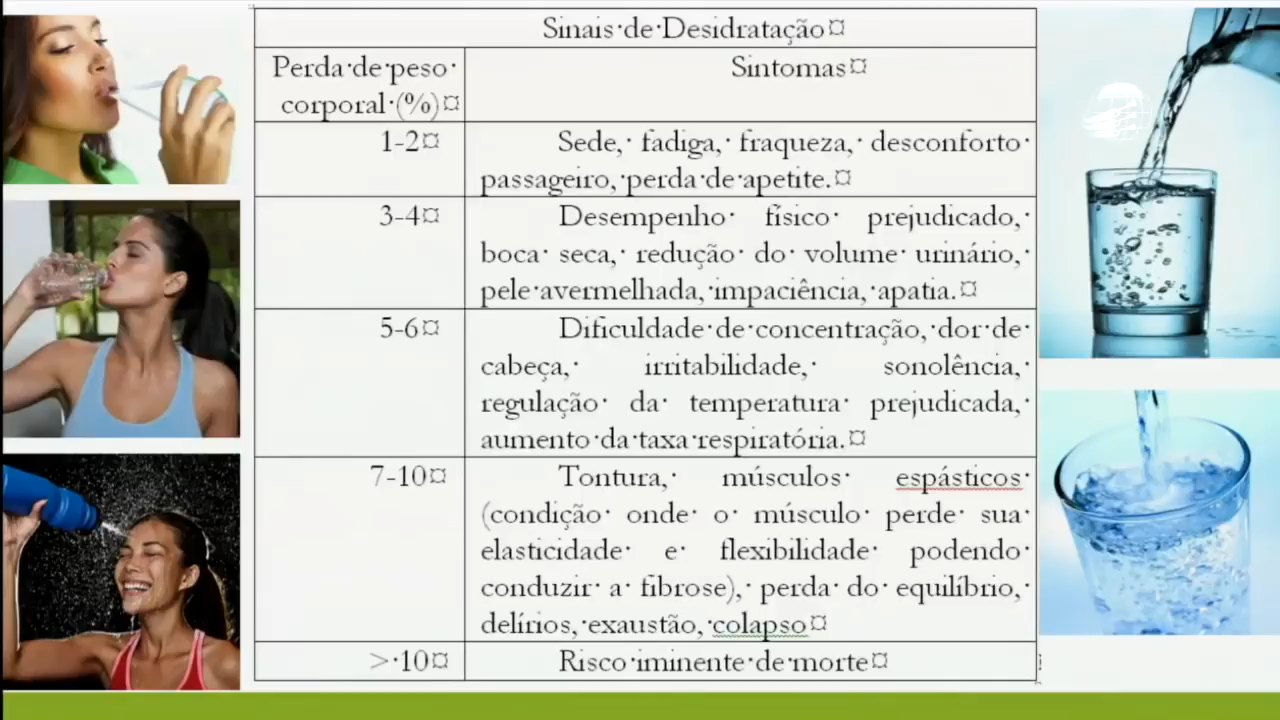 Sinais de Desidratação
Perda de peso
corporal (%)
Sintomas
1-2
Sede, fadiga, fraqueza, desconforto
passageiro, perda de apetite.
3-4
Desempenho físico prejudicado,
boca seca, redução do volume urinário,
pele avermelhada, impaciência, apatia.
5-6
Dificuldade de concentração, dor de
cabeça, irritabilidade, sonolência,
regulação da temperatura prejudicada,
aumento da taxa respiratória.
7-10
Tontura, músculos espásticos
(condição onde o músculo perde sua
elasticidade e flexibilidade podendo
conduzir a fibrose), perda do equilíbrio,
delírios, exaustão, colapso
> 10
Risco iminente de morte